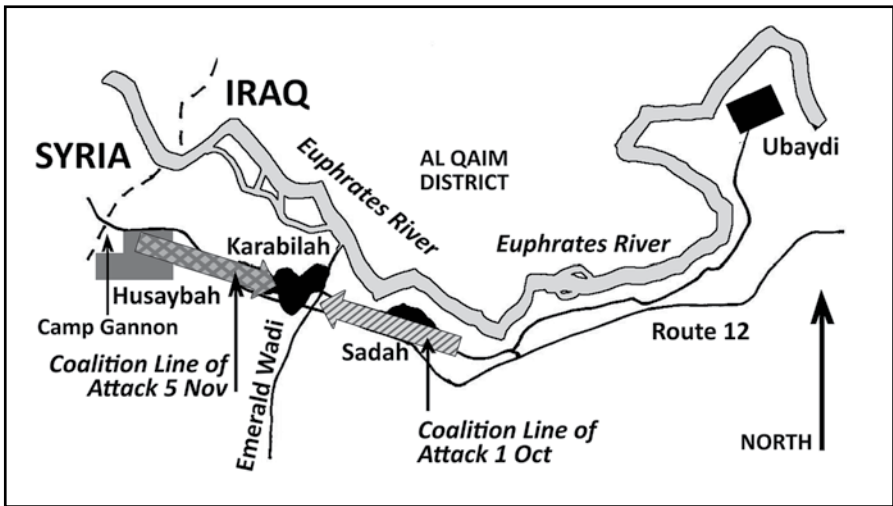 IRAQ
SYRIA
Euphrates River
AL QAIM
DISTRICT
Ubaydi
Euphrates River
Karabilah
Husaybah
Camp Gannon
Coalition Line of
Attack 5 Nov
Emerald Wadi
Sadah
Route 12
Coalition Line of
Attack 1 Oct
NORTH